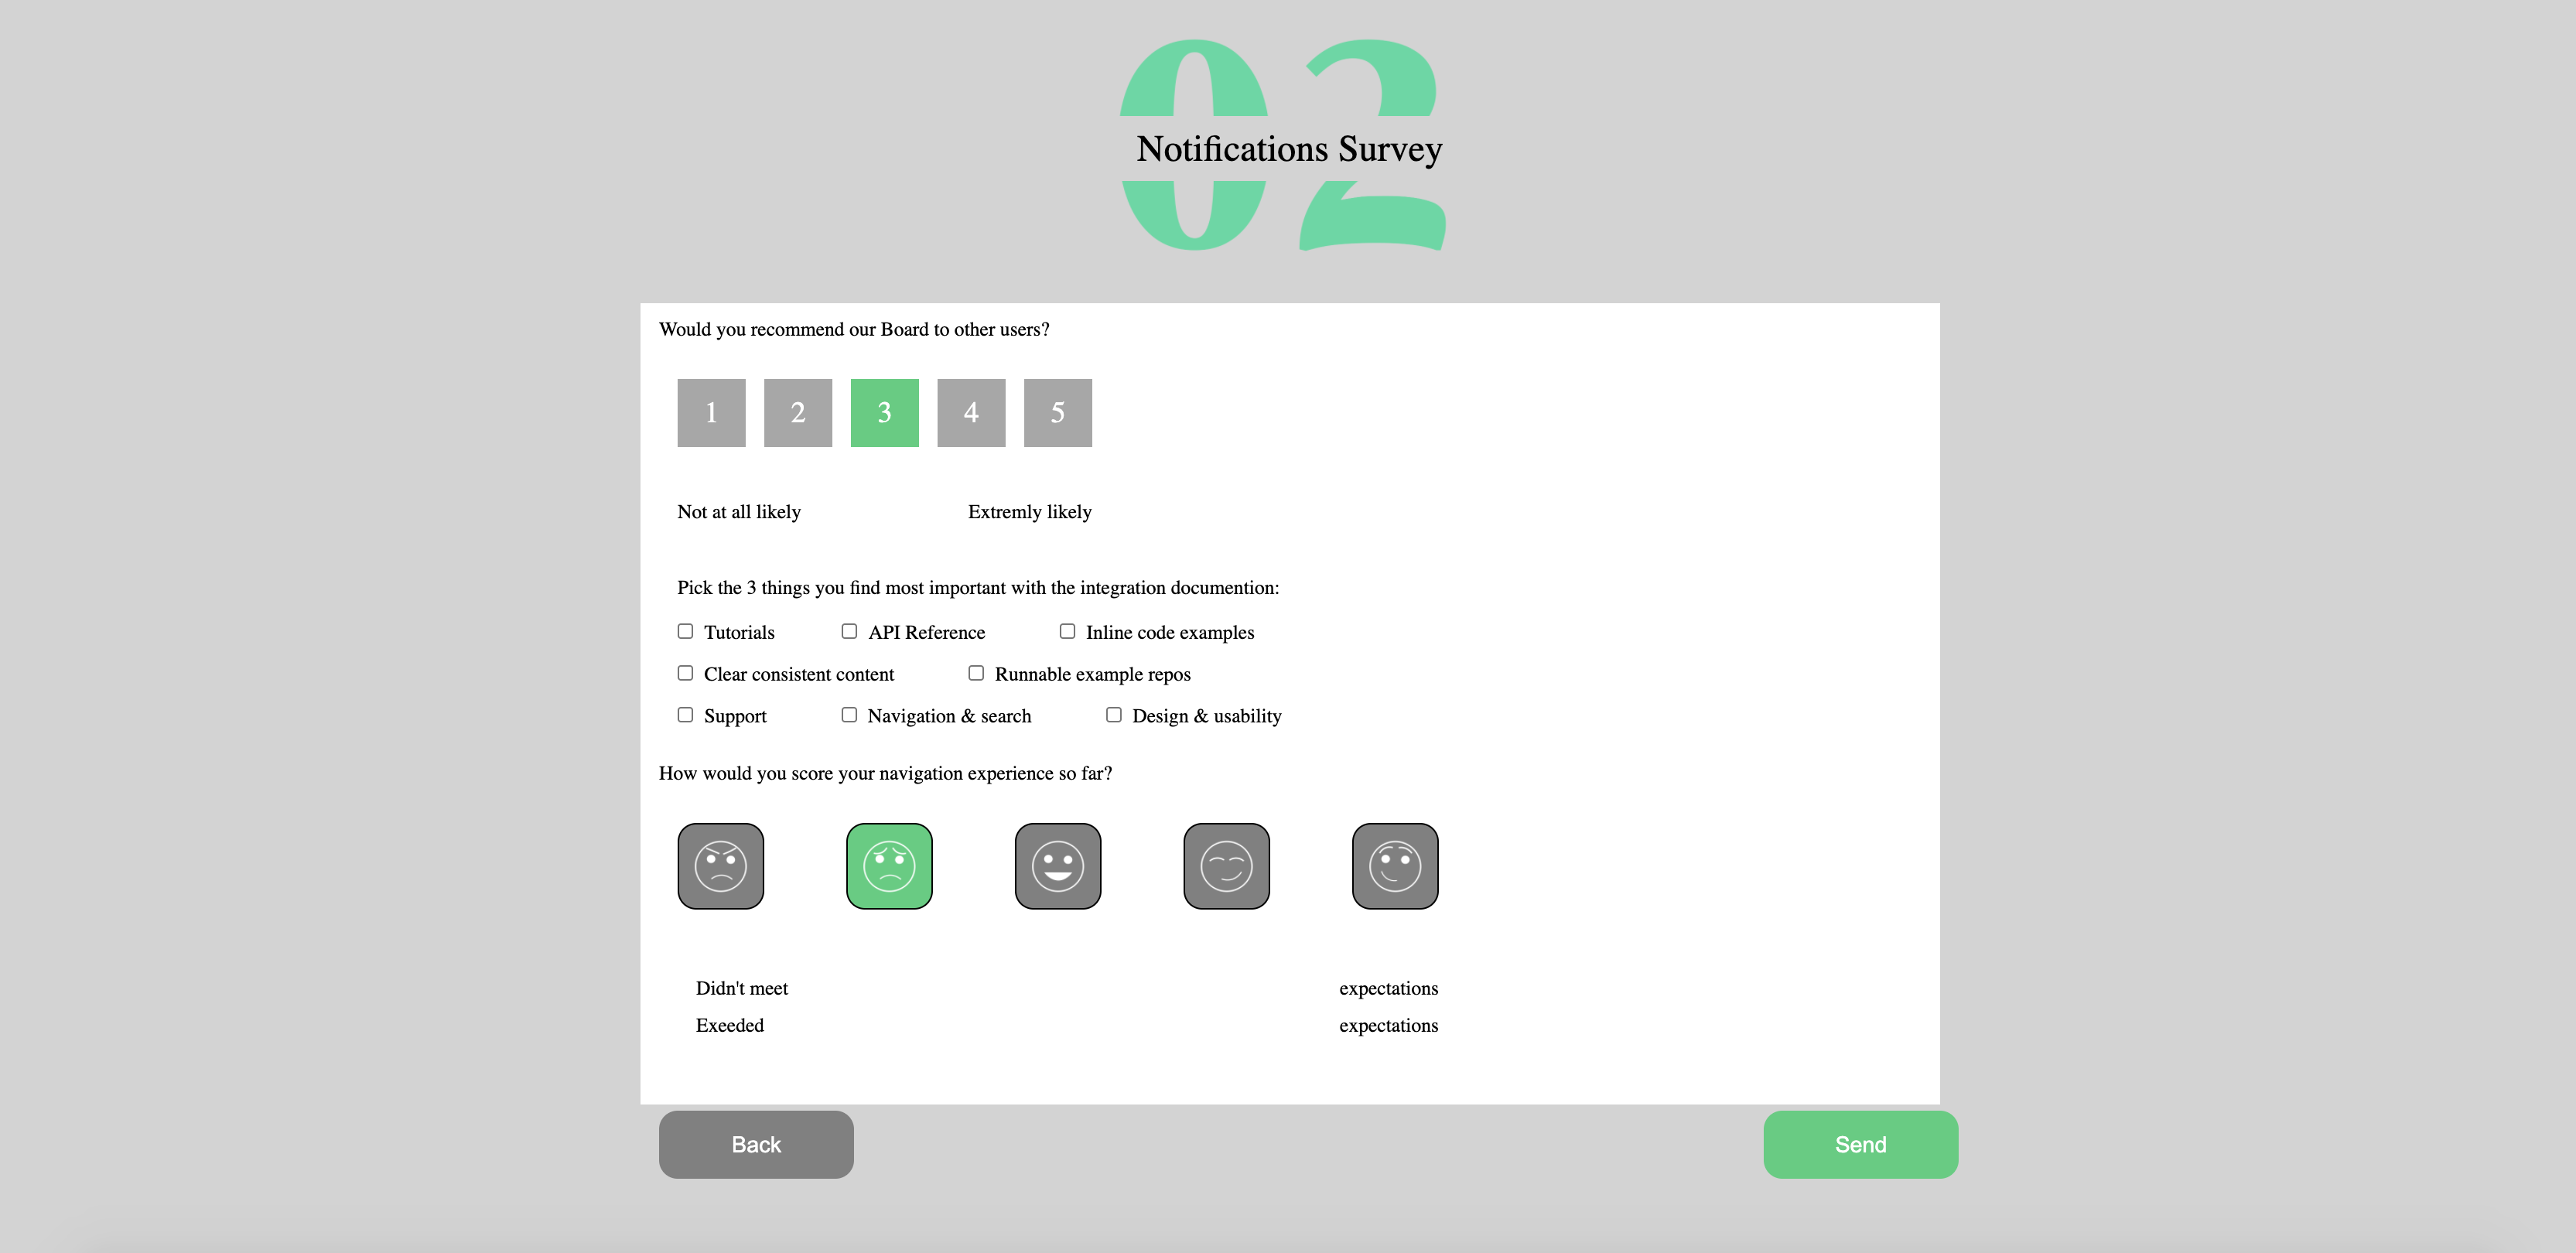 02
Notifications Survey
Would you recommend our Board to other users?
1 2 3 4 5
Not at all likely Extremly likely
Pick the 3 things you find most important with the integration documention:
Tutorials API Reference Inline code examples
Clear consistent content Runnable example repos
Support Navigation & search Design & usability
How would you score your navigation experience so far?
Didn't meet expectations
Exeeded expectations
Back Send